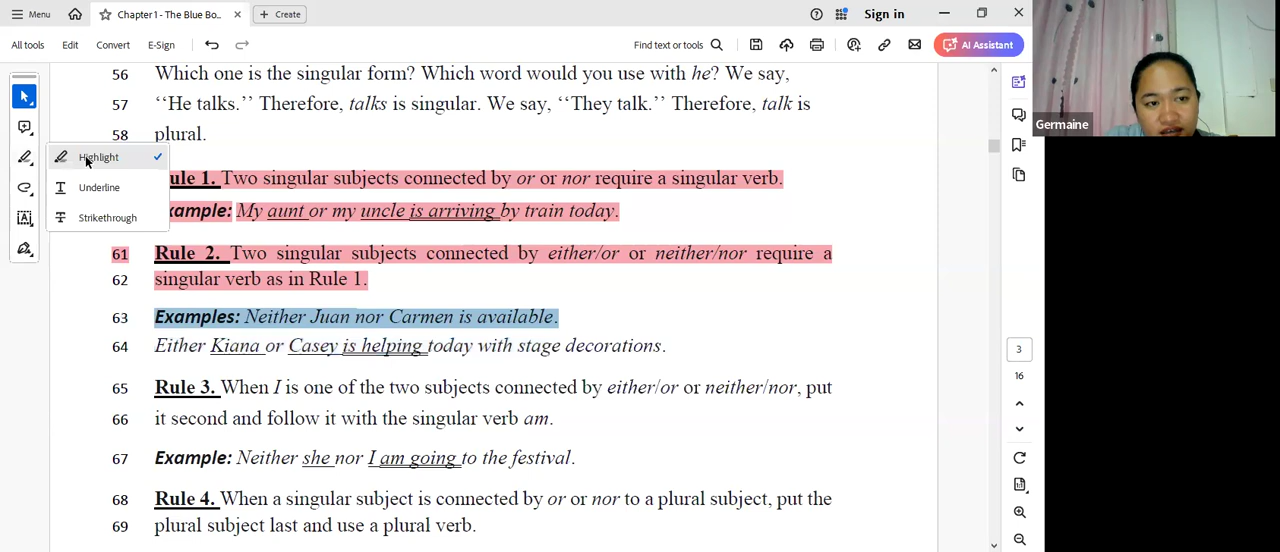 Menu
Chapter1 - The Blue Bo...
Create
Sign in
All tools
Edit
Convert
E-Sign
Find text or tools
AI Assistant
56 Which one is the singular form? Which word would you use with he? We say,
57 ‘‘He talks.’’ Therefore, talks is singular. We say, ‘‘They talk.’’ Therefore, talk is
58 plural.
Highlight
Underline
Strikethrough
ule 1. Two singular subjects connected by or or nor require a singular verb.
xample: My aunt or my uncle is arriving by train today.
61 Rule 2. Two singular subjects connected by either/or or neither/nor require a
62 singular verb as in Rule 1.
63 Examples: Neither Juan nor Carmen is available.
64 Either Kiana or Casey is helping today with stage decorations.
65 Rule 3. When I is one of the two subjects connected by either/or or neither/nor, put
66 it second and follow it with the singular verb am.
67 Example: Neither she nor I am going to the festival.
68 Rule 4. When a singular subject is connected by or or nor to a plural subject, put the
69 plural subject last and use a plural verb.
3
16
Germaine